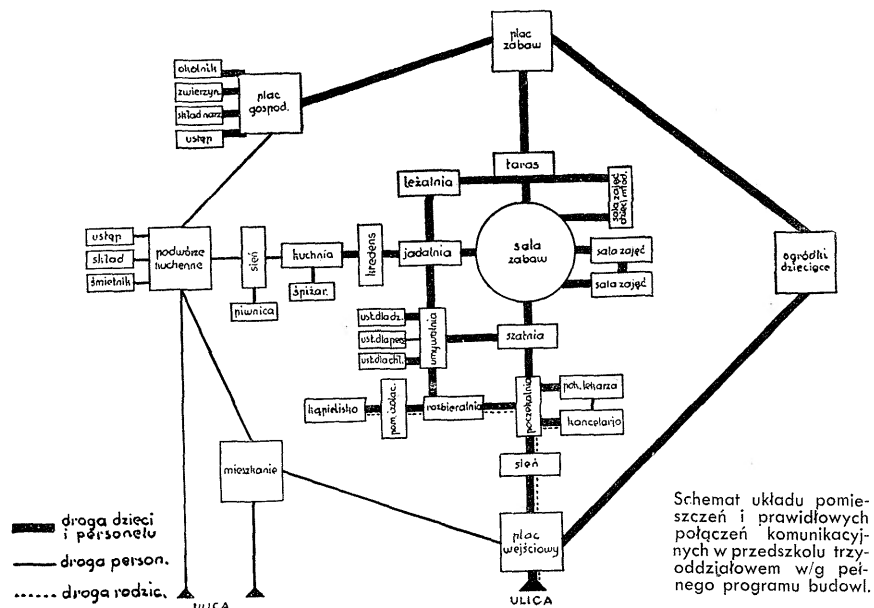 plac
zabaw
okólnik
zwierzyn.
skład narz.
ustęp
plac
gospod.
taras
leżalnia
sala zajęć
dzieci młod.
ustęp
skład
śmietnik
podwórze
kuchenne
sień
piwnica
kuchnia
śpiżar.
kredens
jadalnia
sala
zabaw
sala zajęć
sala zajęć
ogródki
dziecięce
ust.dla dz.
ust.dla pers.
ust.dla chł.
umywalnia
szatnia
kąpielisko
pom. izolac.
rozbieralnia
poczekalnia
pok. lekarza
kancelarjo
sień
mieszkanie
plac
wejściowy
droga dzieci
i personelu
droga person.
droga rodzic.
ULICA
ULICA
Schemat układu pomie-
szczeń i prawidłowych
połączeń komunikacyj-
nych w przedszkolu trzy-
oddziałowem w/g peł-
nego programu budowl.